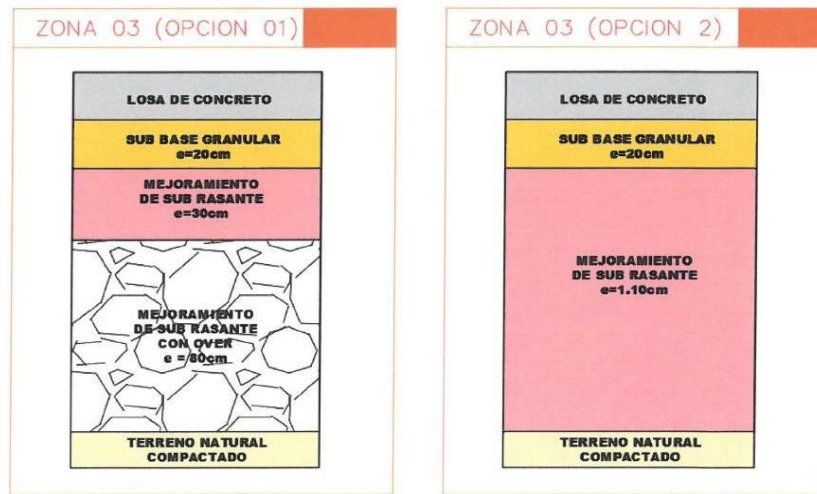 ZONA 03 (OPCION 01)
LOSA DE CONCRETO
SUB BASE GRANULAR
e=20cm
MEJORAMIENTO
DE SUB RASANTE
e=30cm
MEJORAMIENTO
DE SUB RASANTE
CON OVER
e = 80cm
TERRENO NATURAL
COMPACTADO
ZONA 03 (OPCION 2)
LOSA DE CONCRETO
SUB BASE GRANULAR
e=20cm
MEJORAMIENTO
DE SUB RASANTE
e=1.10cm
TERRENO NATURAL
COMPACTADO